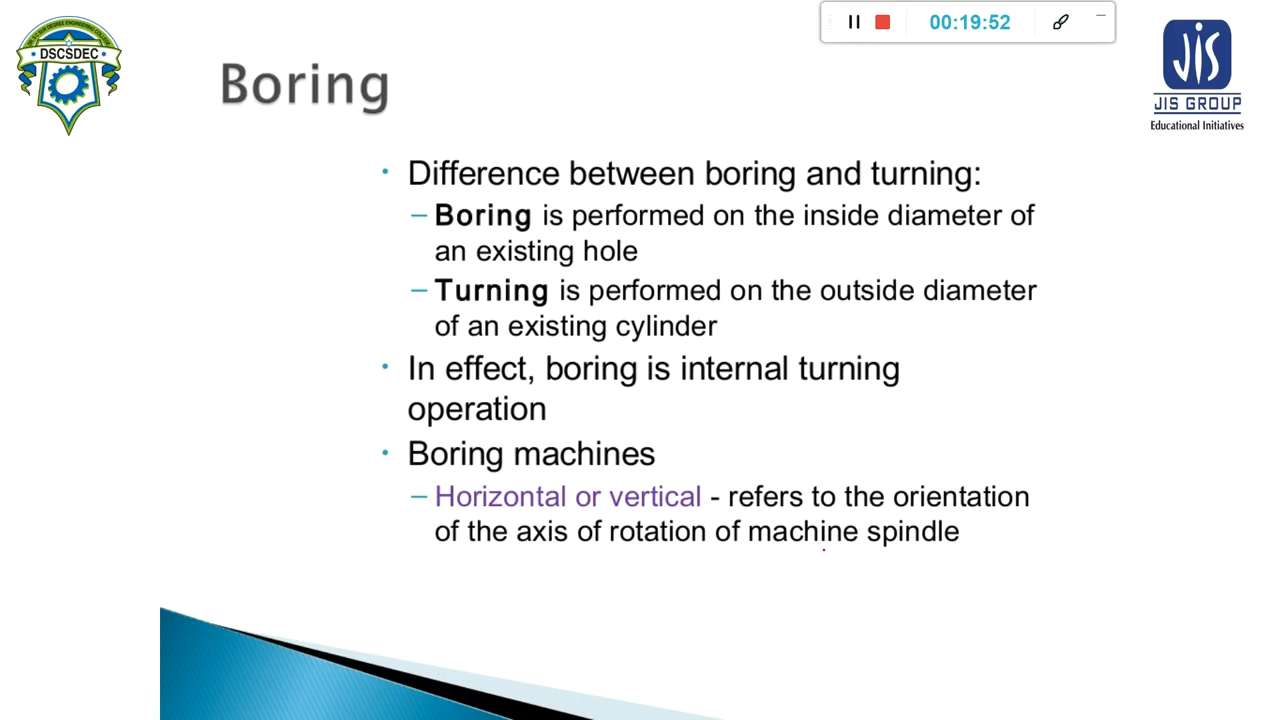 00:19:52
DSCSDEC
JIS
JIS GROUP
Educational Initiatives
Boring
• Difference between boring and turning:
– Boring is performed on the inside diameter of
an existing hole
– Turning is performed on the outside diameter
of an existing cylinder
• In effect, boring is internal turning
operation
• Boring machines
– Horizontal or vertical - refers to the orientation
of the axis of rotation of machine spindle